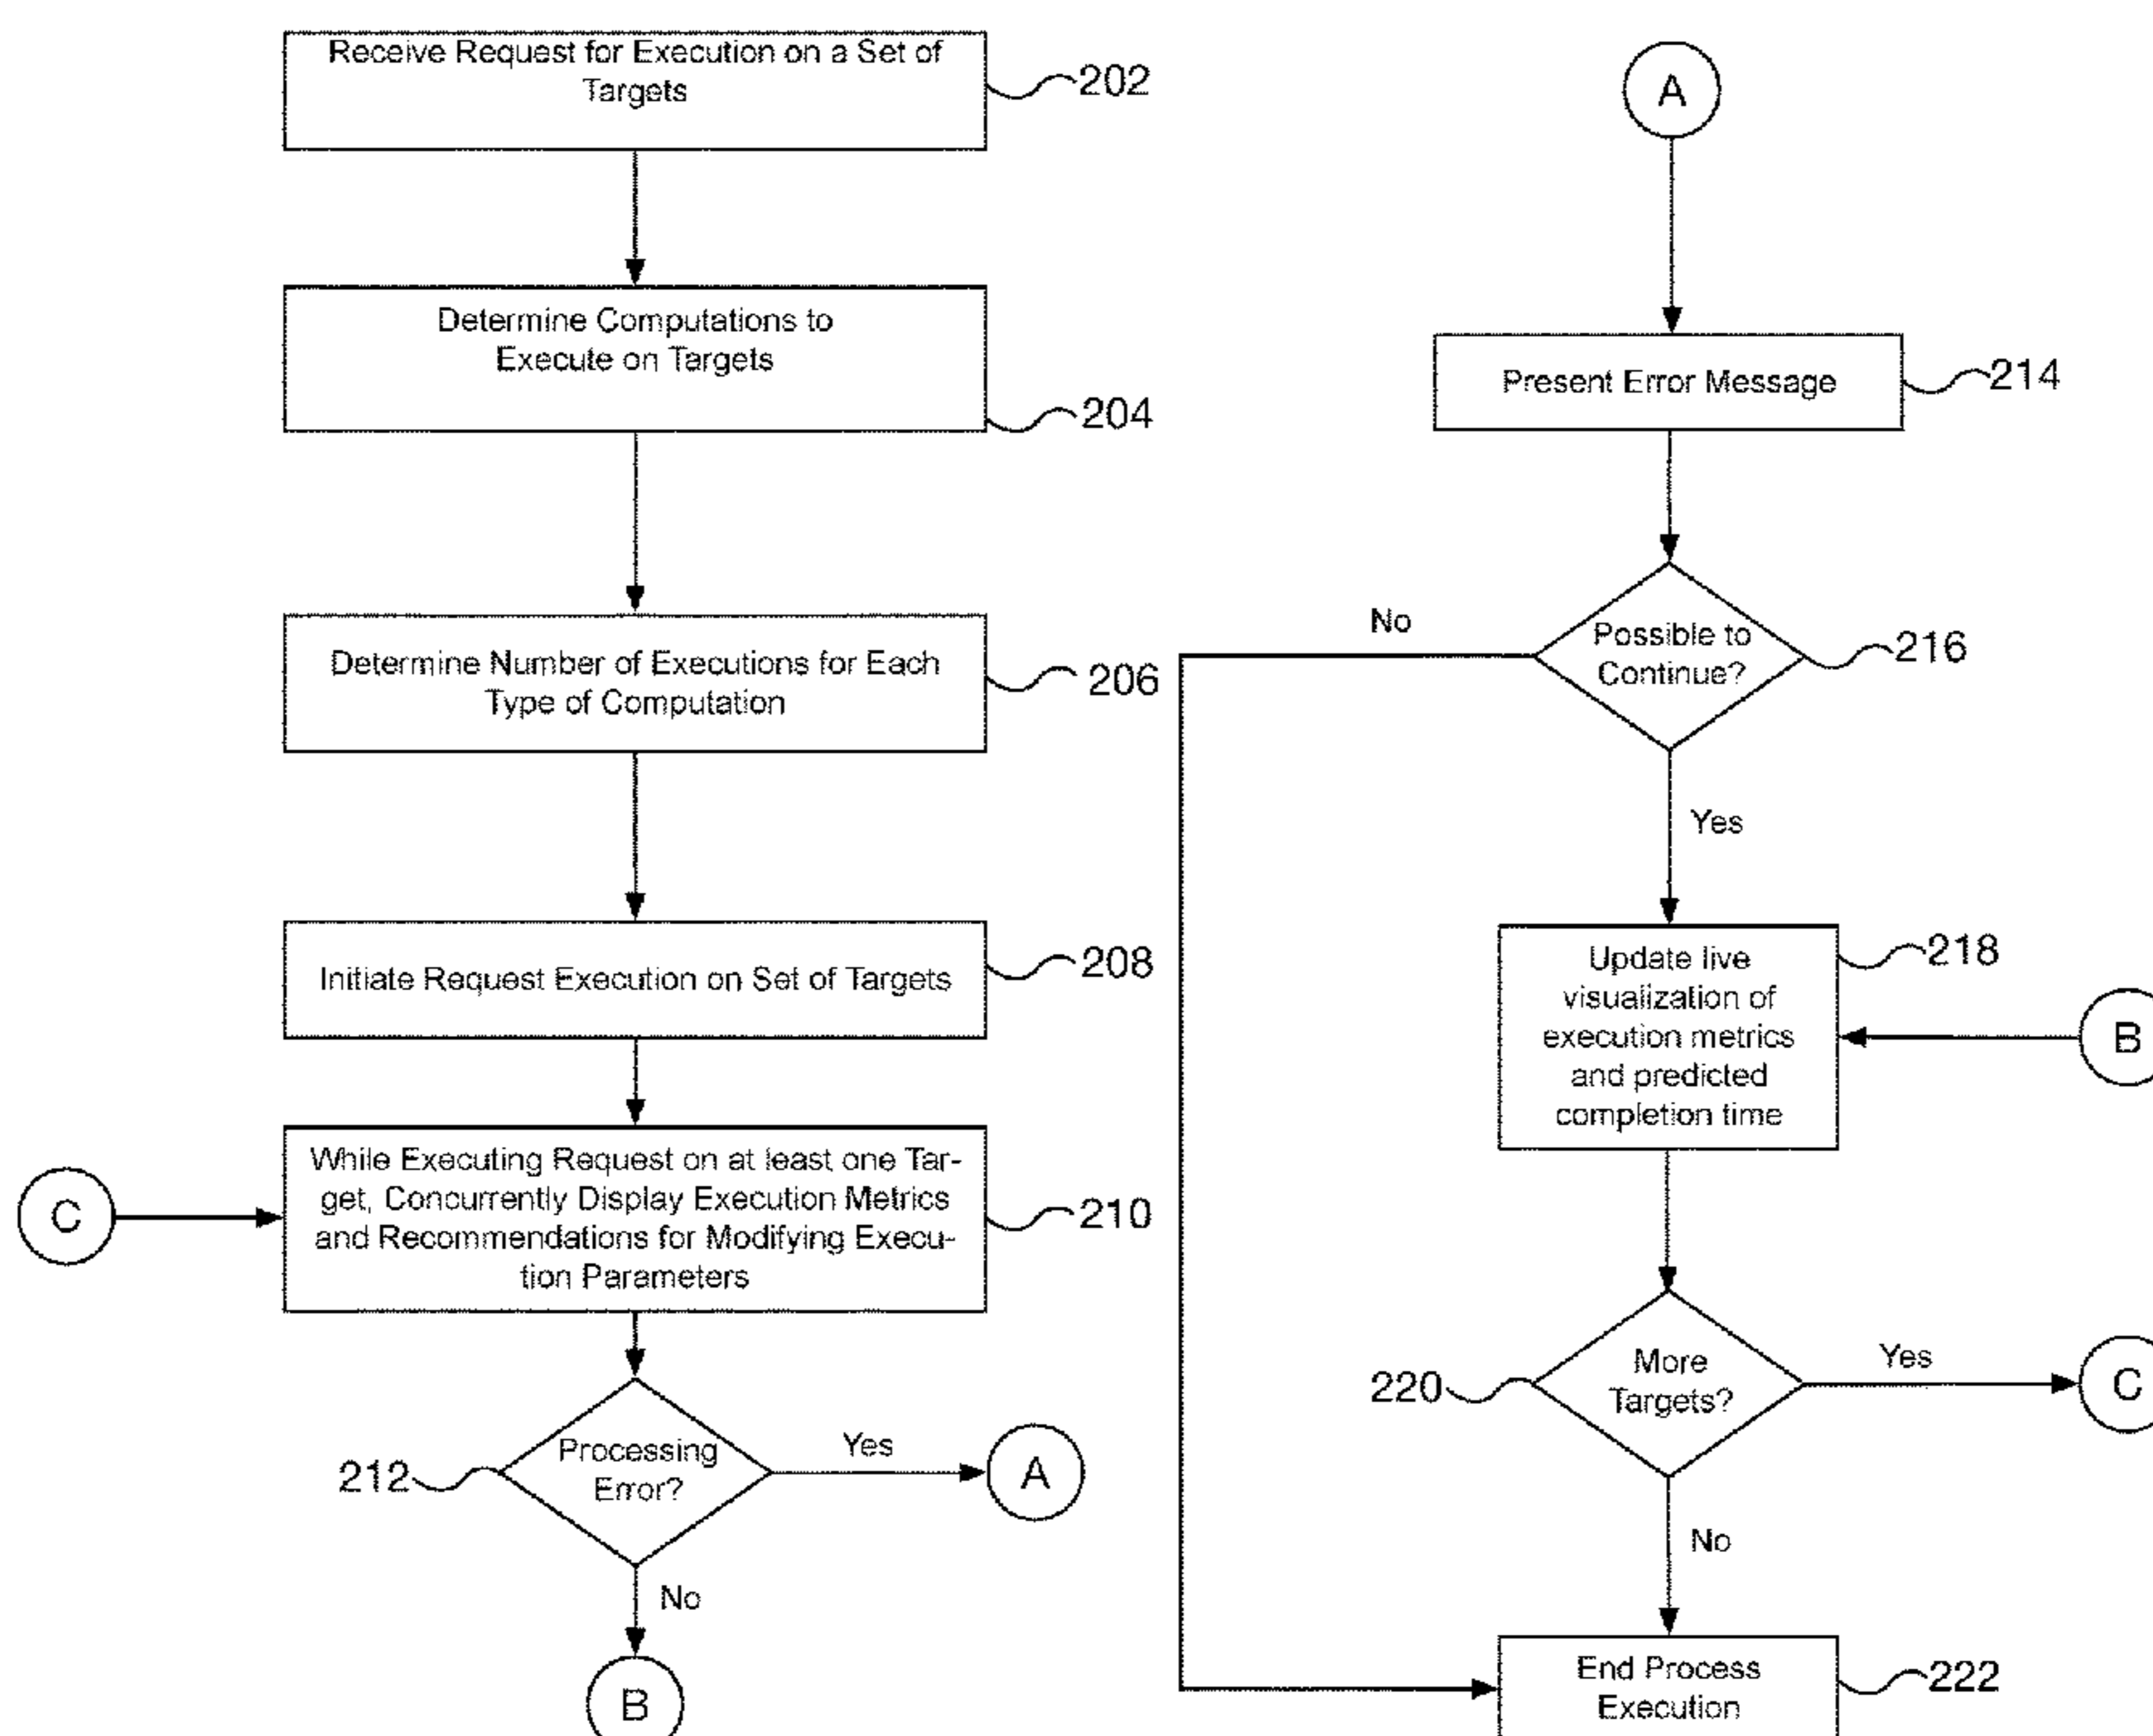 Receive Request for Execution on a Set of
Targets
202
Determine Computations to
Execute on Targets
204
Determine Number of Executions for Each
Type of Computation
206
Initiate Request Execution on Set of Targets
208
C
While Executing Request on at least one Tar-
get, Concurrently Display Execution Metrics
and Recommendations for Modifying Execu-
tion Parameters
210
212
Processing
Error?
Yes
A
No
B
A
Present Error Message
214
No
Possible to
Continue?
216
Yes
Update live
visualization of
execution metrics
and predicted
completion time
218
B
220
More
Targets?
Yes
C
No
End Process
Execution
222